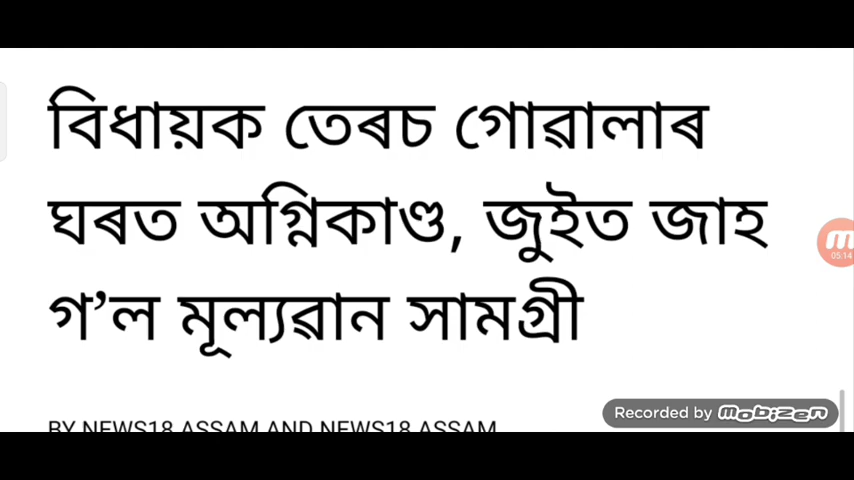 বিধায়ক তেৰচ গোৱালাৰ
ঘৰত অগ্নিকাণ্ড, জুইত জাহ
গ’ল মূল্যৱান সামগ্ৰী
BY NEWS18 ASSAM AND NEWS18 ASSAM
05:14
Recorded by Mobizen